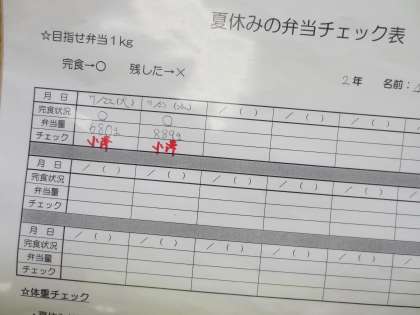 夏休みの弁当チェック表
☆目指せ弁当1kg
完食→○ 残した→×
2年 名前:
月 日 7/22(火) / ( ) / ( ) / ( )
完食状況 ○ ○
弁当量 680g 889g
チェック 小澤 小澤
月 日 / ( ) / ( ) / ( ) / ( ) / ( )
完食状況
弁当量
チェック
月 日 / ( ) / ( ) / ( ) / ( ) / ( )
完食状況
弁当量
チェック
☆体重チェック